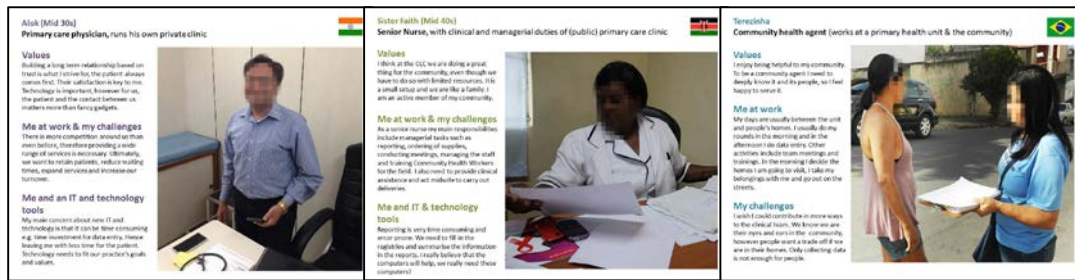 Alok (Mid 30s)
Primary care physician, runs his own private clinic
Values
Building a long term relationship based on
trust is what I strive for, the patient always
comes first. Their satisfaction is key to me.
Technology is important, however for us,
the patient and the contact between us
matters more than fancy gadgets.
Me at work & my challenges
There is more competition around us than
ever before, therefore providing a wide
range of services is necessary. Ultimately,
we want to retain patients, reduce waiting
times, expand services and increase our
turnover.
Me and an IT and technology
tools
My main concern about new IT and
technology is that it can be time consuming
e.g. time investment for data entry. Hence
leaving me with less time for the patient.
Technology needs to fit our practice's goals
and values.
Sister Faith (Mid 40s)
Senior Nurse, with clinical and managerial duties of (public) primary care clinic
Values
I think at the CLC we are doing a great
thing for the community, even though we
have to do so with limited resources. It is
a small setup and we are like a family. I
am an active member of my community.
Me at work & my challenges
As a senior nurse my main responsibilities
include managerial tasks such as
reporting, ordering of supplies,
conducting meetings, managing the staff
and training Community Health Workers
for the field. I also need to provide clinical
assistance and act midwife to carry out
deliveries.
Me and IT & technology
tools
Reporting is very time consuming and
error prone. We need to fill in the
registries and summarise the information
in the reports. I really believe that the
computers will help, we really need these
computers!
Terezinha
Community health agent (works at a primary health unit & the community)
Values
I enjoy being helpful to my community.
To be a community agent I need to
deeply know it and its people, so I feel
happy to serve it.
Me at work
My days are usually between the unit
and people's homes. I usually do my
rounds in the morning and in the
afternoon I do data entry. Other
activities include team meetings and
trainings. In the morning I decide the
homes I am going to visit, I take my
belongings with me and go out on the
streets.
My challenges
I wish I could contribute in more ways
to the clinical team. We know we are
their eyes and ears in the community,
however people want a trade off if we
are in their homes. Only collecting data
is not enough for people.